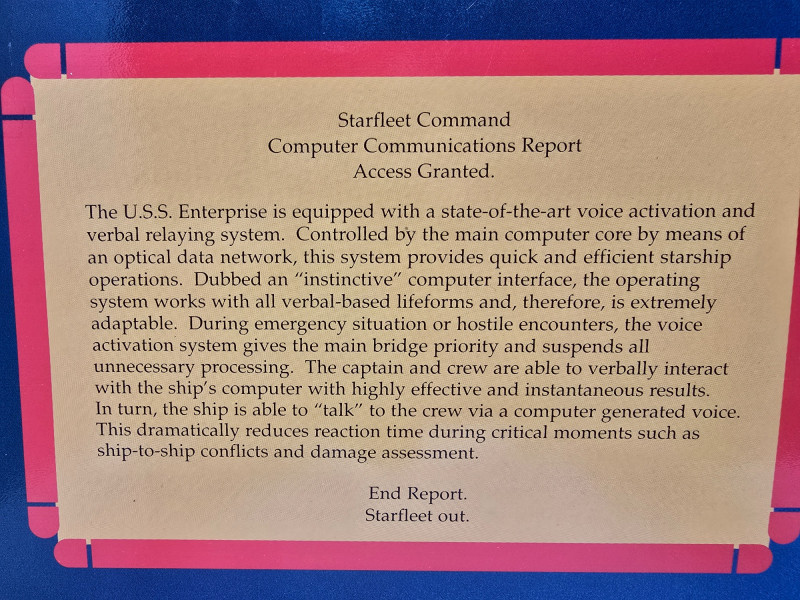 Starfleet Command
Computer Communications Report
Access Granted.
The U.S.S. Enterprise is equipped with a state-of-the-art voice activation and
verbal relaying system. Controlled by the main computer core by means of
an optical data network, this system provides quick and efficient starship
operations. Dubbed an “instinctive” computer interface, the operating
system works with all verbal-based lifeforms and, therefore, is extremely
adaptable. During emergency situation or hostile encounters, the voice
activation system gives the main bridge priority and suspends all
unnecessary processing. The captain and crew are able to verbally interact
with the ship’s computer with highly effective and instantaneous results.
In turn, the ship is able to “talk” to the crew via a computer generated voice.
This dramatically reduces reaction time during critical moments such as
ship-to-ship conflicts and damage assessment.
End Report.
Starfleet out.